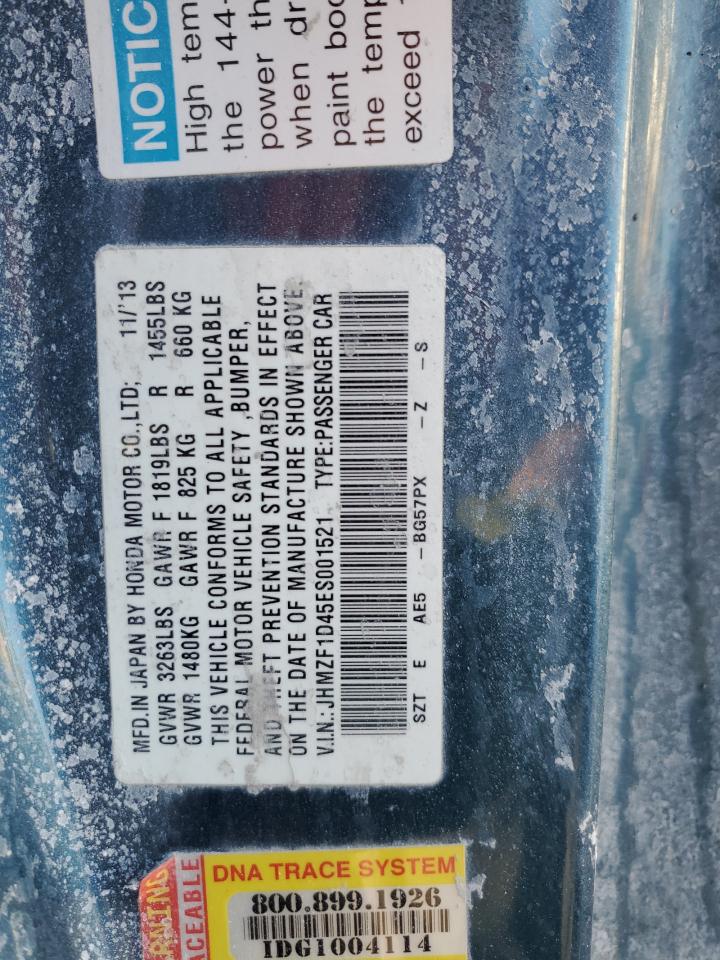 NOTIC
High tem
the 144-
power th
when dr
paint boo
the temp
exceed
MFD.IN JAPAN BY HONDA MOTOR CO.,LTD; 11/'13
GVWR 3263LBS GAWR F 1819LBS R 1455LBS
GVWR 1480KG GAWR F 825 KG R 660 KG
THIS VEHICLE CONFORMS TO ALL APPLICABLE
FEDERAL MOTOR VEHICLE SAFETY ,BUMPER,
AND THEFT PREVENTION STANDARDS IN EFFECT
ON THE DATE OF MANUFACTURE SHOWN ABOVE.
V.I.N.:JHMZF1D45ES001521 TYPE:PASSENGER CAR
SZT E AE5 -BG57PX -Z -S
RNING
ACEABLE
DNA TRACE SYSTEM
800.899.1926
IDG1004114